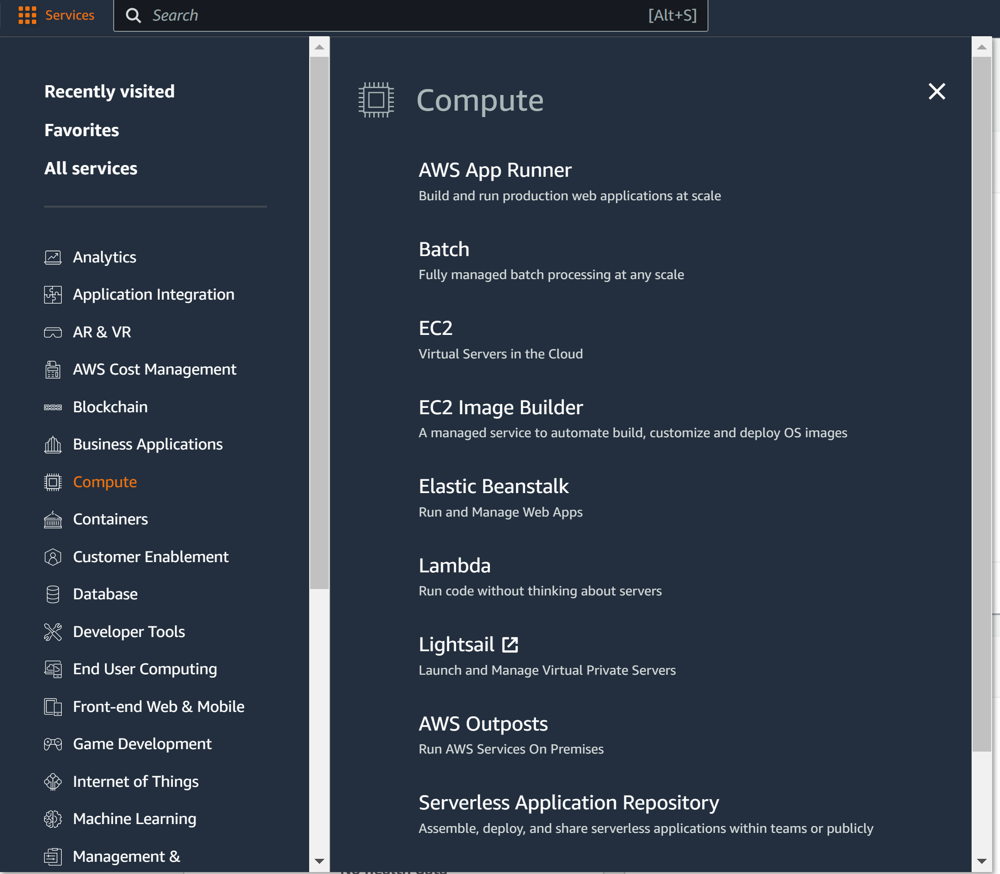 Services
Search
[Alt+S]
Recently visited
Favorites
All services
Analytics
Application Integration
AR & VR
AWS Cost Management
Blockchain
Business Applications
Compute
Containers
Customer Enablement
Database
Developer Tools
End User Computing
Front-end Web & Mobile
Game Development
Internet of Things
Machine Learning
Management &
Compute
AWS App Runner
Build and run production web applications at scale
Batch
Fully managed batch processing at any scale
EC2
Virtual Servers in the Cloud
EC2 Image Builder
A managed service to automate build, customize and deploy OS images
Elastic Beanstalk
Run and Manage Web Apps
Lambda
Run code without thinking about servers
Lightsail
Launch and Manage Virtual Private Servers
AWS Outposts
Run AWS Services On Premises
Serverless Application Repository
Assemble, deploy, and share serverless applications within teams or publicly